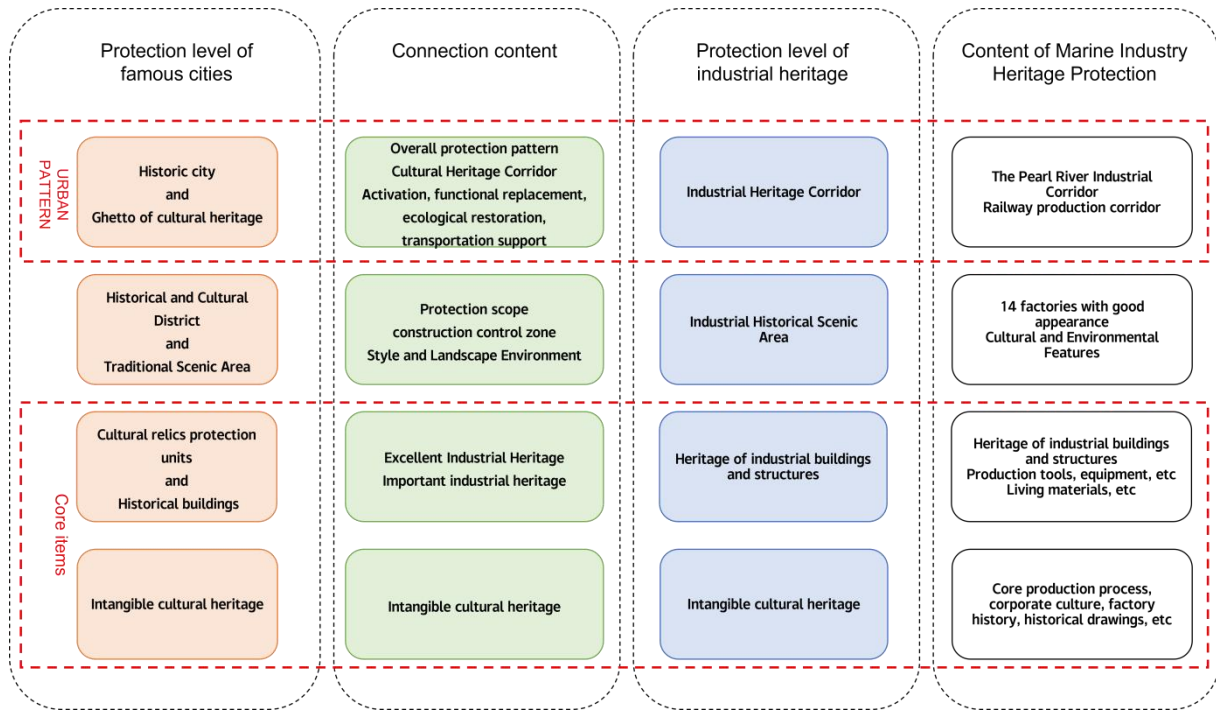 Protection level of
famous cities
Connection content
Protection level of
industrial heritage
Content of Marine Industry
Heritage Protection
URBAN
PATTERN
Historic city
and
Ghetto of cultural heritage
Overall protection pattern
Cultural Heritage Corridor
Activation, functional replacement,
ecological restoration,
transportation support
Industrial Heritage Corridor
The Pearl River Industrial
Corridor
Railway production corridor
Historical and Cultural
District
and
Traditional Scenic Area
Protection scope
construction control zone
Style and Landscape Environment
Industrial Historical Scenic
Area
14 factories with good
appearance
Cultural and Environmental
Features
Core items
Cultural relics protection
units
and
Historical buildings
Excellent Industrial Heritage
Important industrial heritage
Heritage of industrial buildings
and structures
Heritage of industrial buildings
and structures
Production tools, equipment, etc
Living materials, etc
Intangible cultural heritage
Intangible cultural heritage
Intangible cultural heritage
Core production process,
corporate culture, factory
history, historical drawings, etc